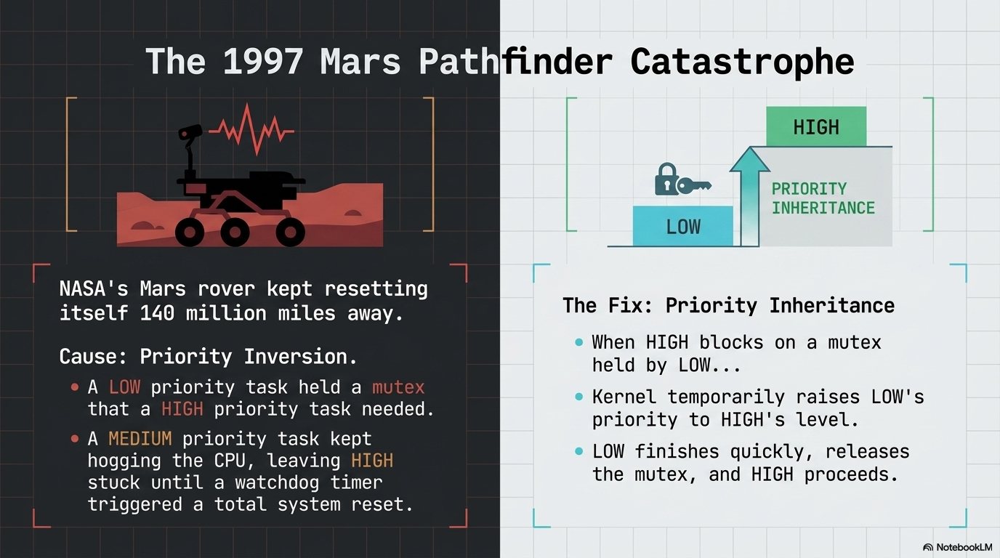 The 1997 Mars Pathfinder Catastrophe
NASA's Mars rover kept resetting
itself 140 million miles away.
Cause: Priority Inversion.
• A LOW priority task held a mutex
that a HIGH priority task needed.
• A MEDIUM priority task kept
hogging the CPU, leaving HIGH
stuck until a watchdog timer
triggered a total system reset.
HIGH
PRIORITY
INHERITANCE
LOW
The Fix: Priority Inheritance
• When HIGH blocks on a mutex
held by LOW...
• Kernel temporarily raises LOW's
priority to HIGH's level.
• LOW finishes quickly, releases
the mutex, and HIGH proceeds.
NotebookLM